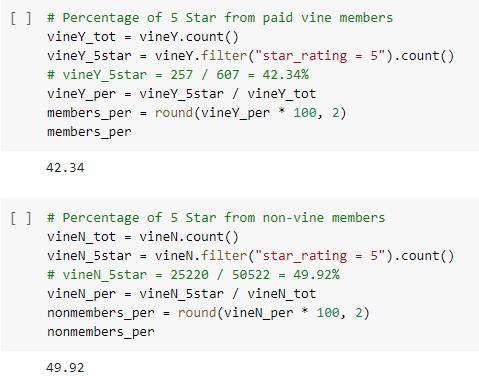 [ ] # Percentage of 5 Star from paid vine members
vineY_tot = vineY.count()
vineY_5star = vineY.filter("star_rating = 5").count()
# vineY_5star = 257 / 607 = 42.34%
vineY_per = vineY_5star / vineY_tot
members_per = round(vineY_per * 100, 2)
members_per
42.34
[ ] # Percentage of 5 Star from non-vine members
vineN_tot = vineN.count()
vineN_5star = vineN.filter("star_rating = 5").count()
# vineN_5star = 25220 / 50522 = 49.92%
vineN_per = vineN_5star / vineN_tot
nonmembers_per = round(vineN_per * 100, 2)
nonmembers_per
49.92